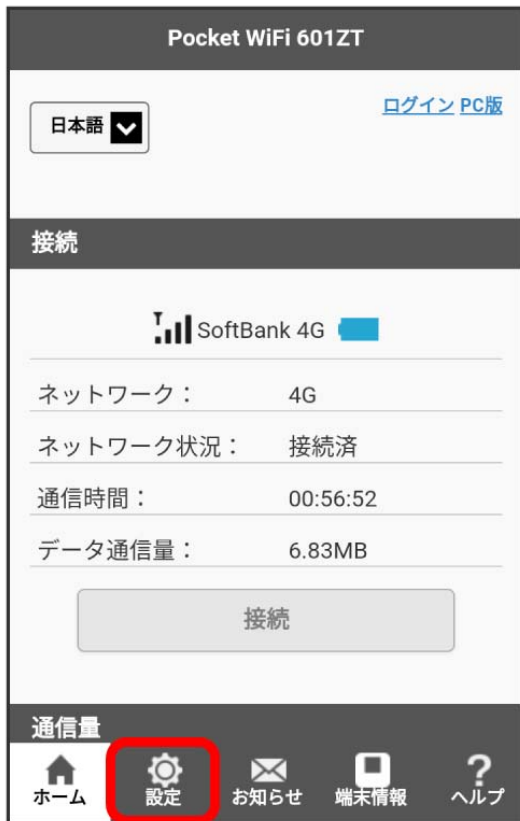 Pocket WiFi 601ZT
ログイン PC版
日本語
接続
SoftBank 4G
ネットワーク： 4G
ネットワーク状況： 接続済
通信時間： 00:56:52
データ通信量： 6.83MB
接続
通信量
ホーム 設定 お知らせ 端末情報 ヘルプ